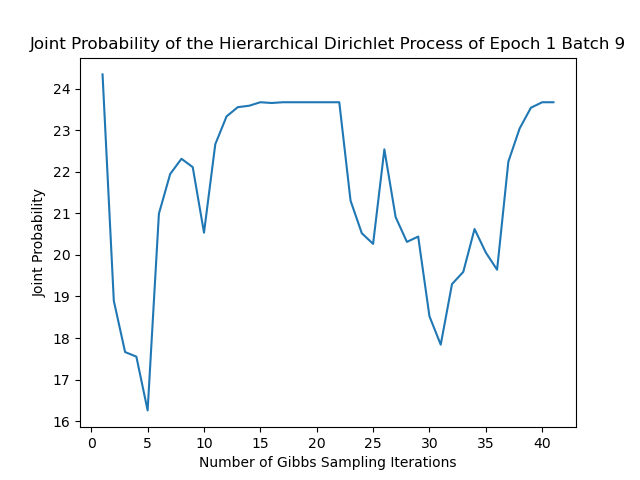 Joint Probability of the Hierarchical Dirichlet Process of Epoch 1 Batch 9
Joint Probability
24
23
22
21
20
19
18
17
16
0 5 10 15 20 25 30 35 40
Number of Gibbs Sampling Iterations